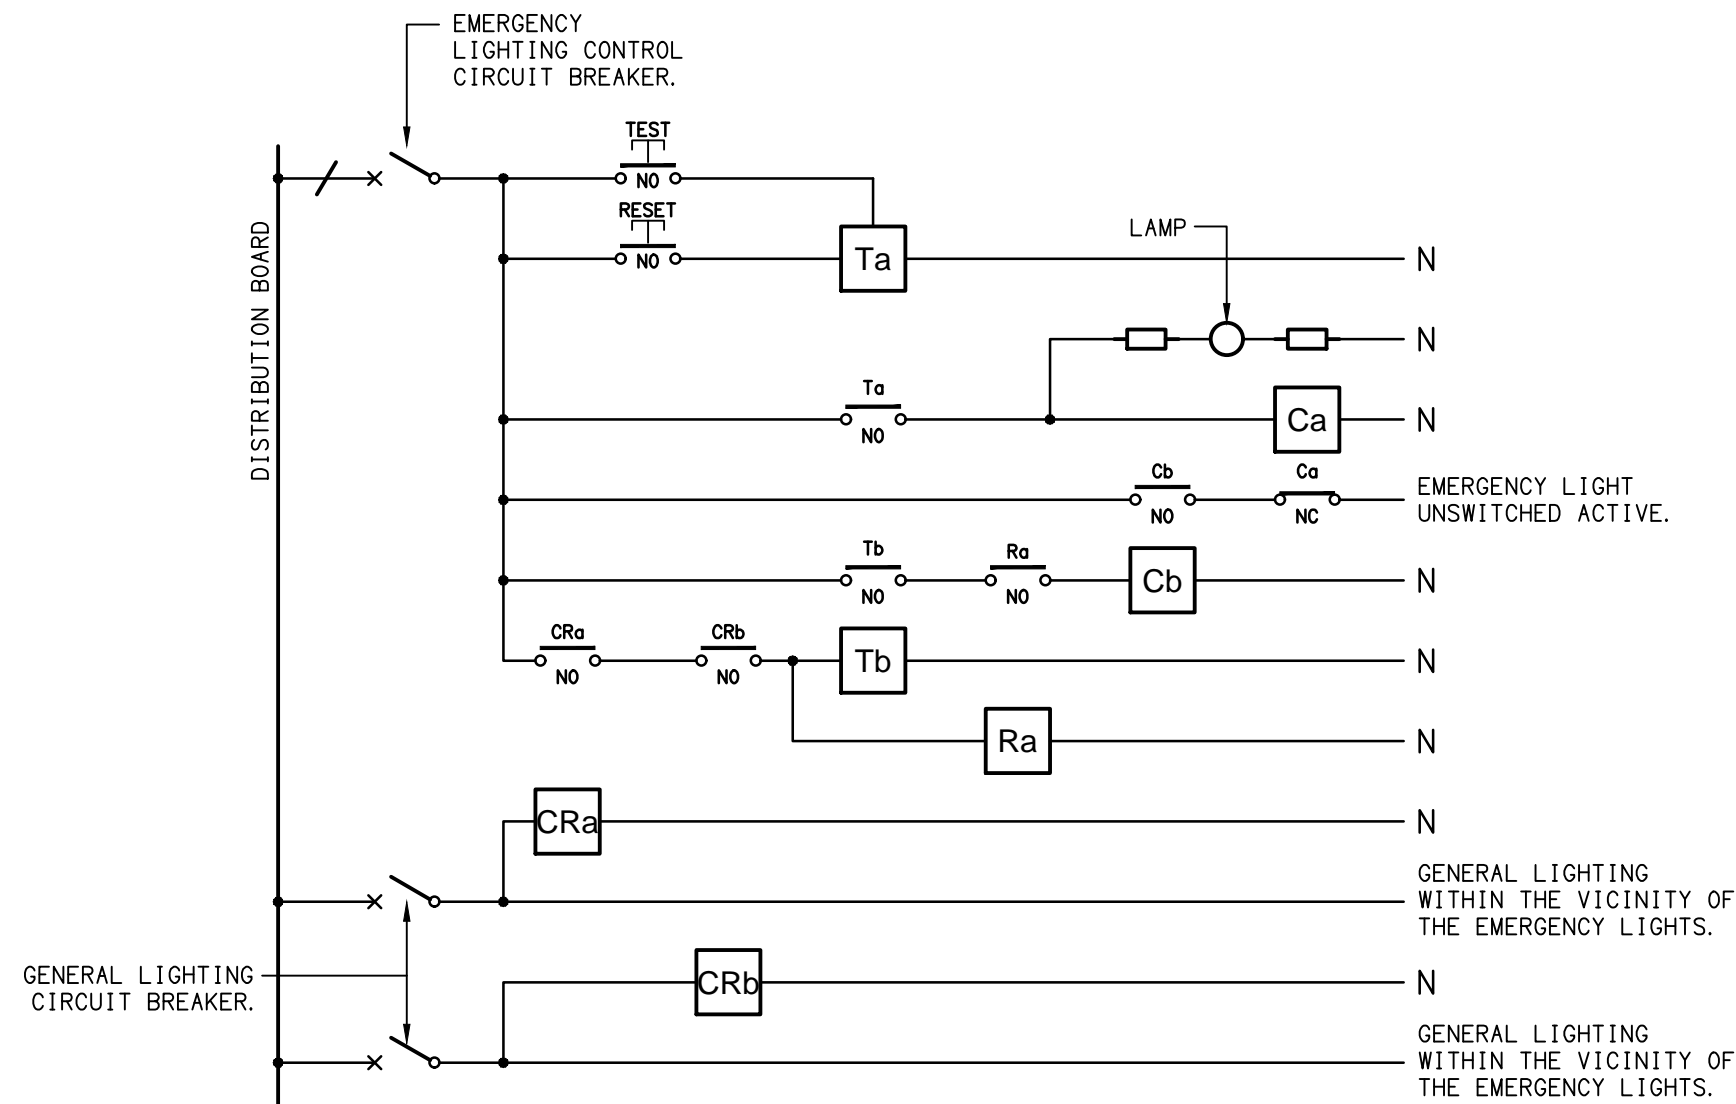 EMERGENCY
LIGHTING CONTROL
CIRCUIT BREAKER.
TEST
NO
RESET
NO
DISTRIBUTION BOARD
Ta
N
LAMP
N
Ta
NO
Ca
N
Cb
NO
Ca
NC
EMERGENCY LIGHT
UNSWITCHED ACTIVE.
Tb
NO
Ra
NO
Cb
N
CRa
NO
CRb
NO
Tb
N
Ra
N
CRa
N
GENERAL LIGHTING
WITHIN THE VICINITY OF
THE EMERGENCY LIGHTS.
GENERAL LIGHTING
CIRCUIT BREAKER.
CRb
N
GENERAL LIGHTING
WITHIN THE VICINITY OF
THE EMERGENCY LIGHTS.